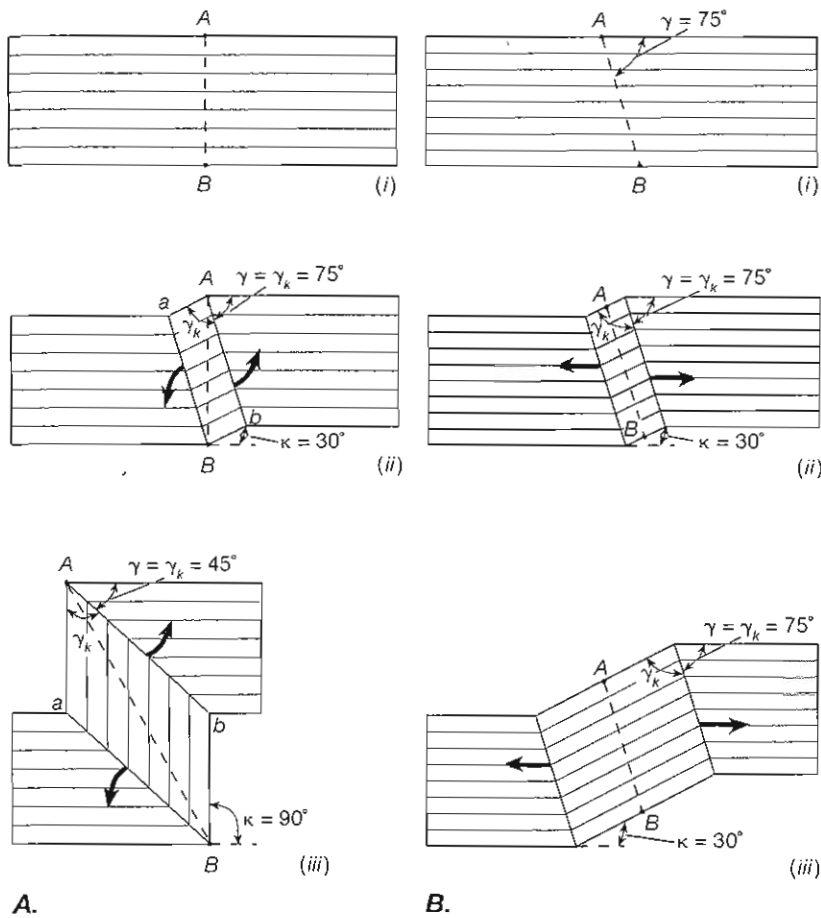 A
B
(i)
A
γ = 75°
B
(i)
A
γ = γₖ = 75°
a
γₖ
b
B
κ = 30°
(ii)
A
γ = γₖ = 75°
γₖ
B
κ = 30°
(ii)
A
γ = γₖ = 45°
γₖ
a
b
κ = 90°
B
(iii)
A
γ = γₖ = 75°
γₖ
B
κ = 30°
(iii)
A.
B.